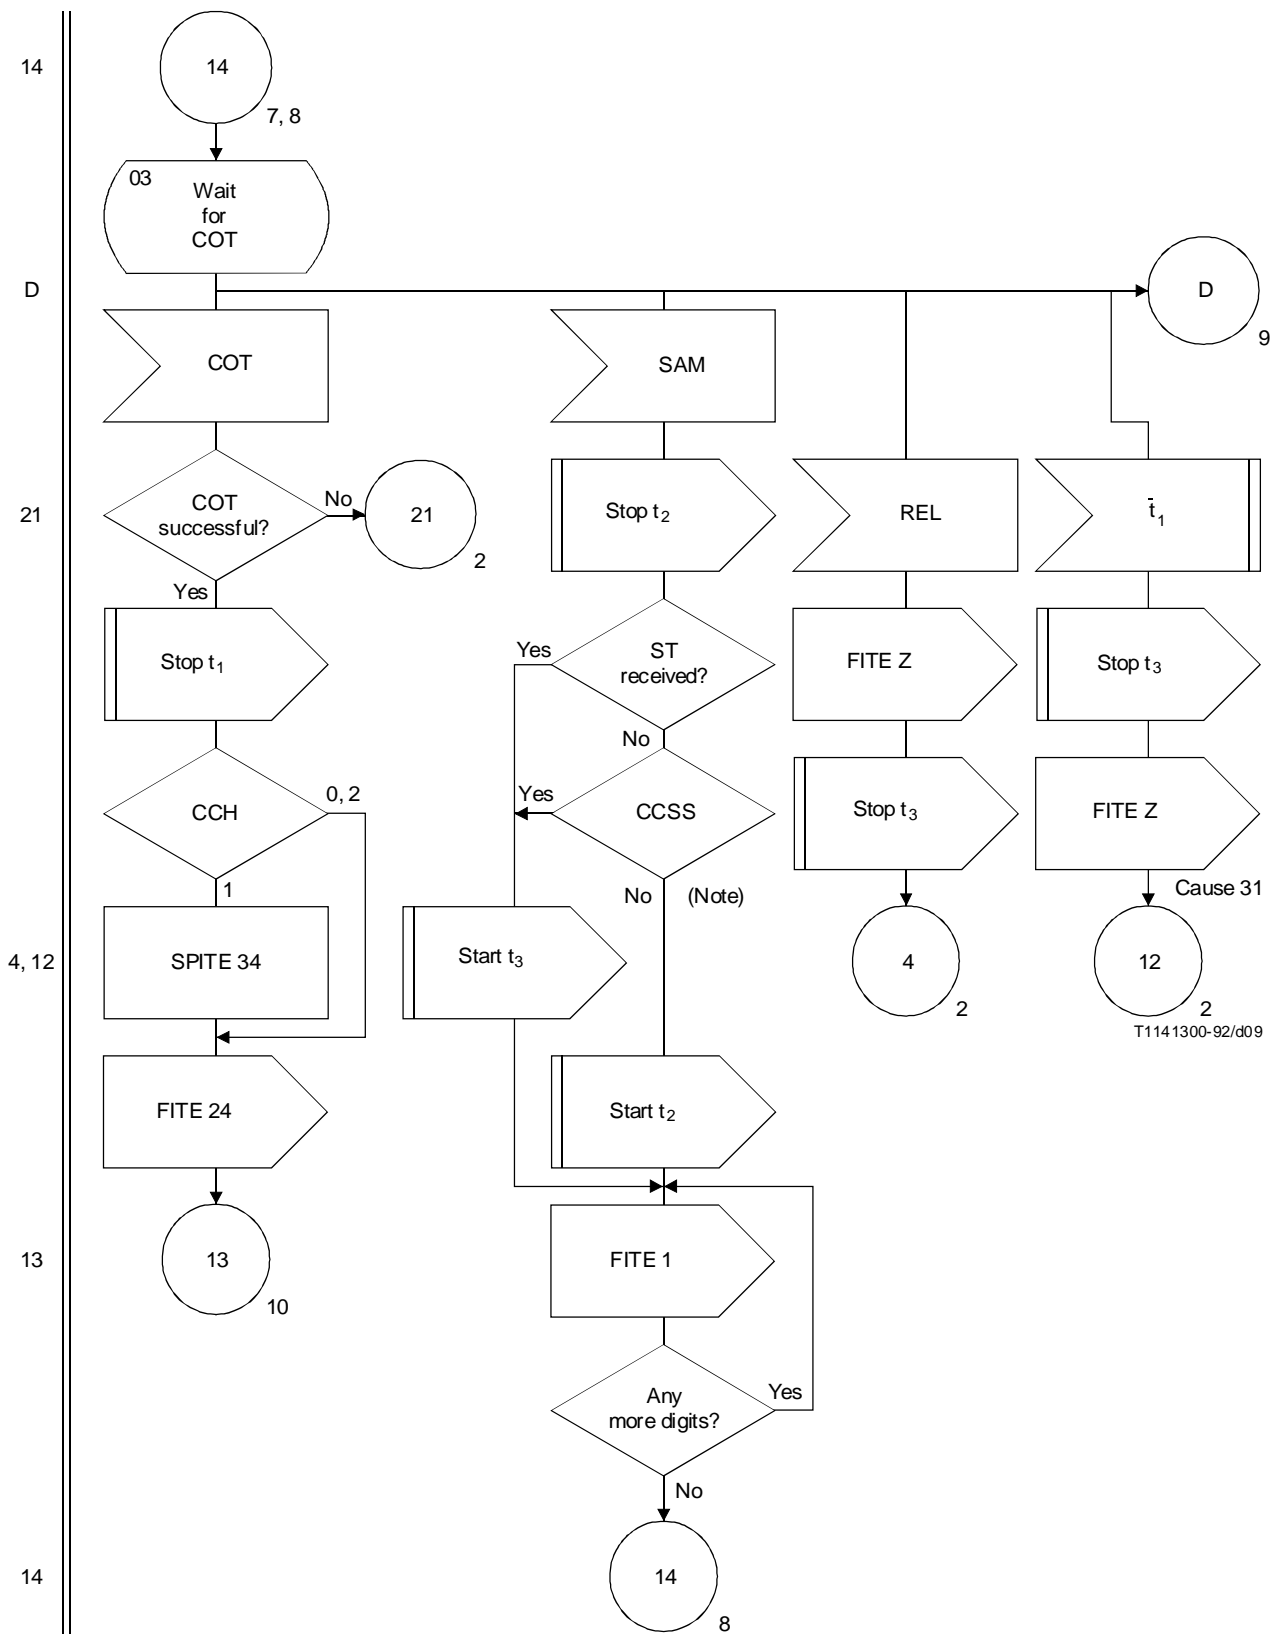 14
14
7, 8
03
Wait
for
COT
D
D
9
COT
SAM
21
COT
successful?
No
21
2
Stop t2
REL
t̄1
Yes
Stop t1
Yes
ST
received?
No
FITE Z
Stop t3
CCH
0, 2
1
Yes
CCSS
No
(Note)
Stop t3
FITE Z
Cause 31
4, 12
SPITE 34
Start t3
4
2
12
2
T1141300-92/d09
FITE 24
Start t2
13
13
10
FITE 1
Any
more digits?
Yes
No
14
14
8